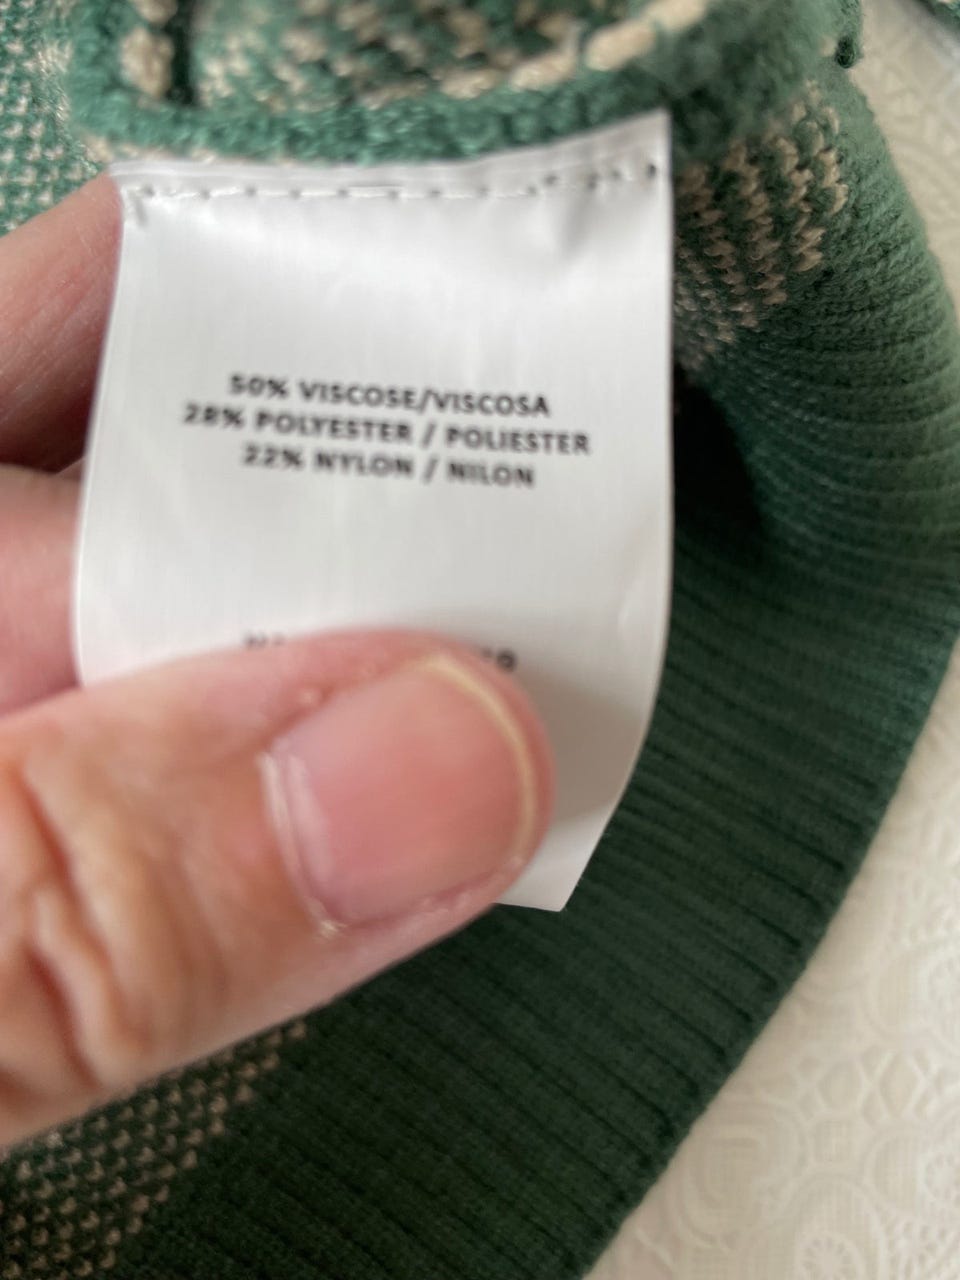 50% VISCOSE/VISCOSA
28% POLYESTER / POLIESTER
22% NYLON / NILON